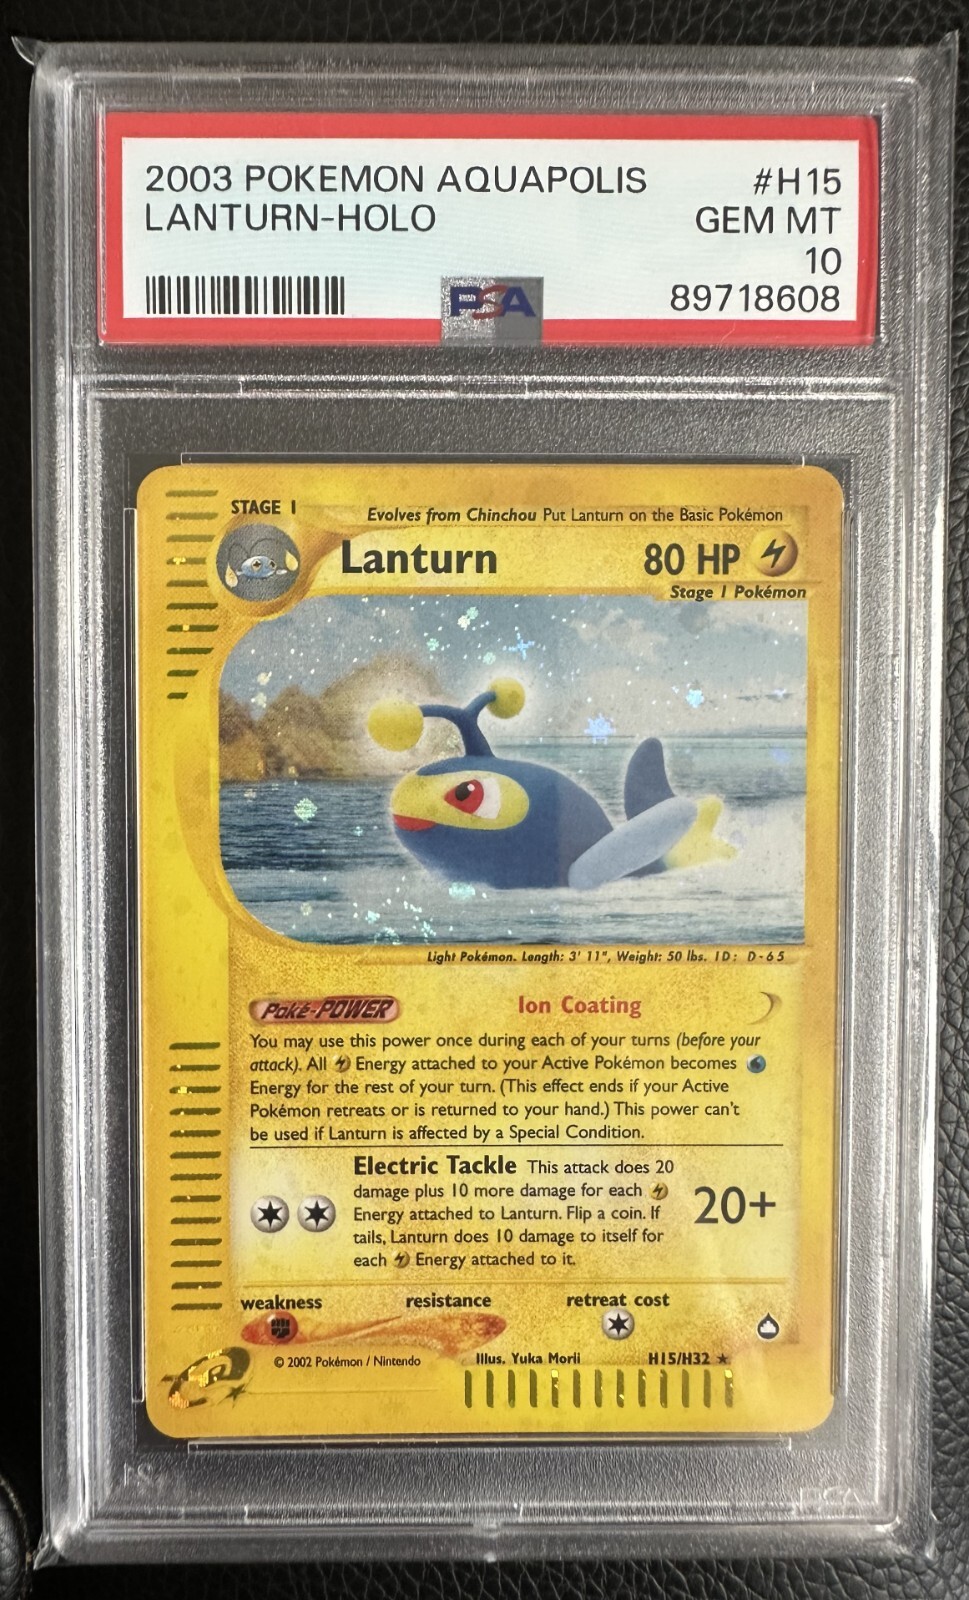 2003 POKEMON AQUAPOLIS #H15
LANTURN-HOLO GEM MT
10
PSA 89718608
STAGE 1
Evolves from Chinchou Put Lanturn on the Basic Pokémon
Lanturn 80 HP
Stage 1 Pokémon
Light Pokémon. Length: 3' 11", Weight: 50 lbs. ID: D-65
Poké-POWER Ion Coating
You may use this power once during each of your turns (before your
attack). All Energy attached to your Active Pokémon becomes
Energy for the rest of your turn. (This effect ends if your Active
Pokémon retreats or is returned to your hand.) This power can't
be used if Lanturn is affected by a Special Condition.
Electric Tackle This attack does 20
damage plus 10 more damage for each
Energy attached to Lanturn. Flip a coin. If
tails, Lanturn does 10 damage to itself for
each Energy attached to it.
20+
weakness resistance retreat cost
© 2002 Pokémon / Nintendo Illus. Yuka Morii H15/H32 ★